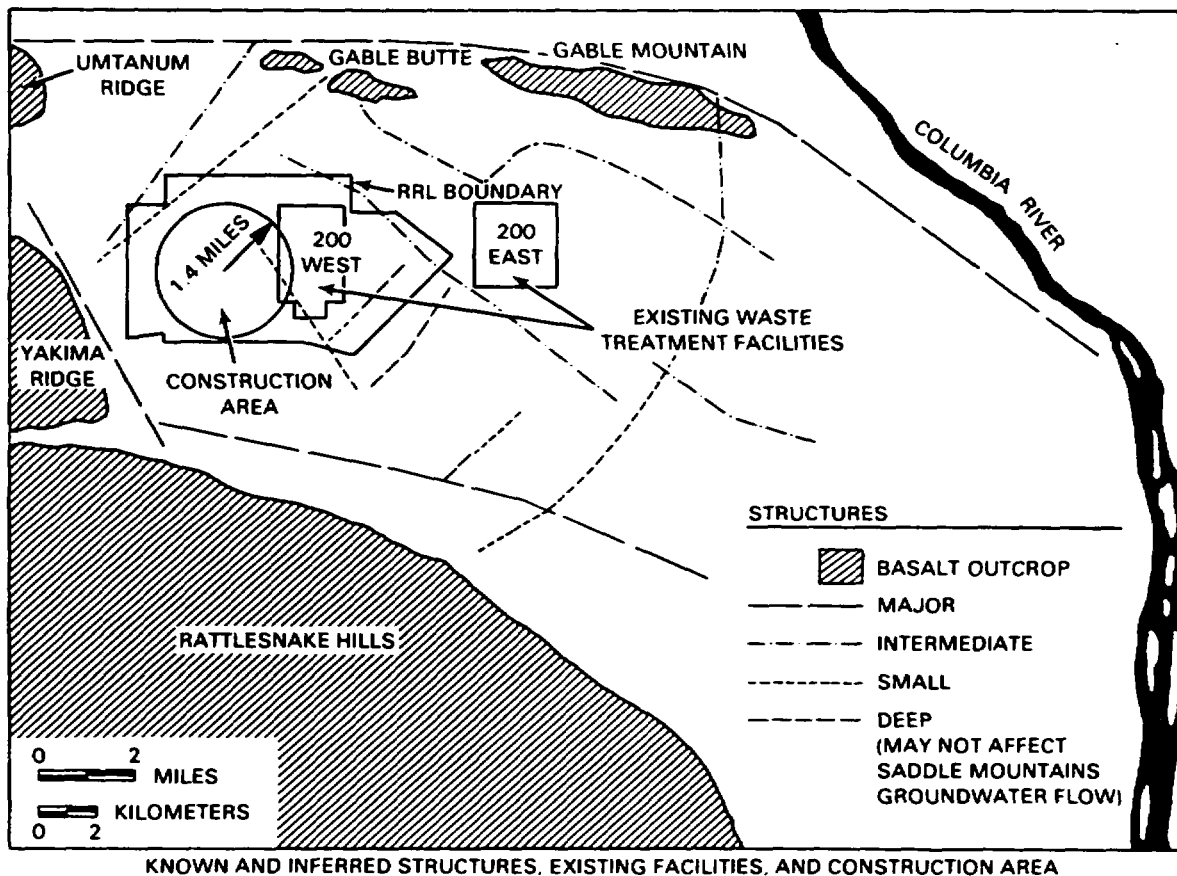 UMTANUM
RIDGE
GABLE BUTTE
GABLE MOUNTAIN
COLUMBIA
RIVER
RRL BOUNDARY
1.4 MILES
200
WEST
200
EAST
EXISTING WASTE
TREATMENT FACILITIES
YAKIMA
RIDGE
CONSTRUCTION
AREA
RATTLESNAKE HILLS
STRUCTURES
BASALT OUTCROP
MAJOR
INTERMEDIATE
SMALL
DEEP
(MAY NOT AFFECT
SADDLE MOUNTAINS
GROUNDWATER FLOW)
0 2
MILES
KILOMETERS
0 2
KNOWN AND INFERRED STRUCTURES, EXISTING FACILITIES, AND CONSTRUCTION AREA